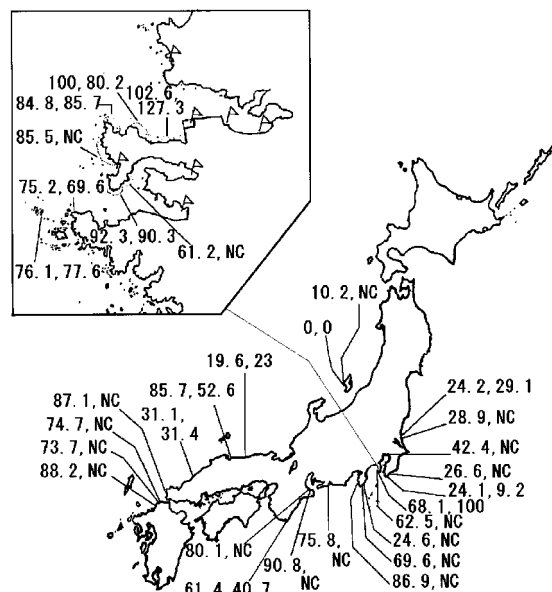 100, 80.2
102.6,
127.3
84.8, 85.7
85.5, NC
75.2, 69.6
92.3, 90.3
61.2, NC
76.1, 77.6
10.2, NC
0, 0
19.6, 23
85.7, 52.6
31.1,
31.4
87.1, NC
74.7, NC
73.7, NC
88.2, NC
24.2, 29.1
28.9, NC
42.4, NC
26.6, NC
24.1, 9.2
68.1, 100
62.5, NC
24.6, NC
69.6, NC
86.9, NC
75.8,
NC
80.1, NC
90.8,
NC
61.4, 40.7